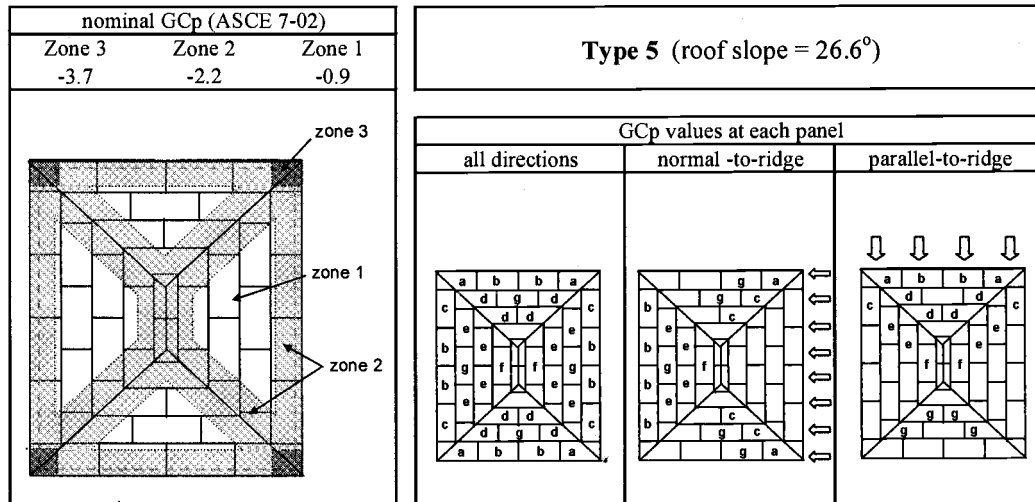 nominal GCp (ASCE 7-02)
Zone 3 Zone 2 Zone 1
-3.7 -2.2 -0.9
zone 3
zone 1
zone 2
Type 5 (roof slope = 26.6°)
GCp values at each panel
all directions normal -to-ridge parallel-to-ridge
a b b a
d g d
c d d c
e e
b e e b
g f f g
b e e b
e e
c d d c
d g d
a b b a
g a
g c
b c
e
b e
g f
b e
e
b c
g c
g a
a b b a
d d
c d d c
e e
f f
g g
g g